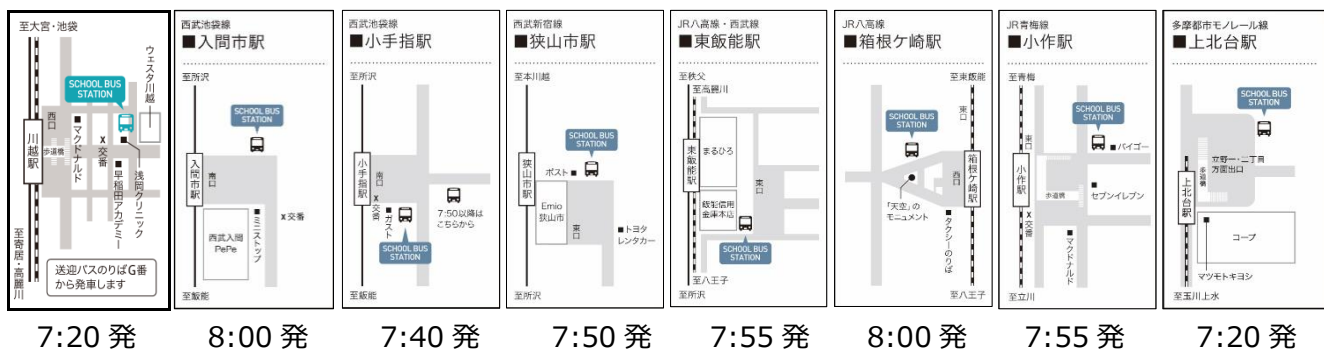 至大宮・池袋
ウェスタ川越
SCHOOL BUS
STATION
西口
川越駅
歩道橋
■マクドナルド
X交番
■早稲田アカデミー
浅岡クリニック
至寄居・高麗川
送迎バスのりばG番
から発車します
7:20 発
西武池袋線
■入間市駅
至所沢
SCHOOL BUS
STATION
入間市駅
南口
X交番
■ミニストップ
西武入間
PePe
至飯能
8:00 発
西武池袋線
■小手指駅
至所沢
小手指駅
南口
X交番
■ガスト
7:50以降は
こちらから
SCHOOL BUS
STATION
至飯能
7:40 発
西武新宿線
■狭山市駅
至本川越
SCHOOL BUS
STATION
ポスト■
狭山市駅
Emio
狭山市
東口
■トヨタ
レンタカー
至所沢
7:50 発
JR八高線・西武線
■東飯能駅
至秩父
至高麗川
まるひろ
東飯能駅
東口
飯能信用
金庫本店
SCHOOL BUS
STATION
至八王子
至所沢
7:55 発
JR八高線
■箱根ケ崎駅
至東飯能
東口
SCHOOL BUS
STATION
箱根ケ崎駅
西口
「天空」の
モニュメント
■タクシーのりば
至八王子
8:00 発
JR青梅線
■小作駅
至青梅
SCHOOL BUS
STATION
東口
■バイゴー
小作駅
歩道橋
■セブンイレブン
X交番
■マクドナルド
至立川
7:55 発
多摩都市モノレール線
■上北台駅
SCHOOL BUS
STATION
立野一・二丁目
方面出口
歩道橋
上北台駅
コープ
マツモトキヨシ
至玉川上水
7:20 発